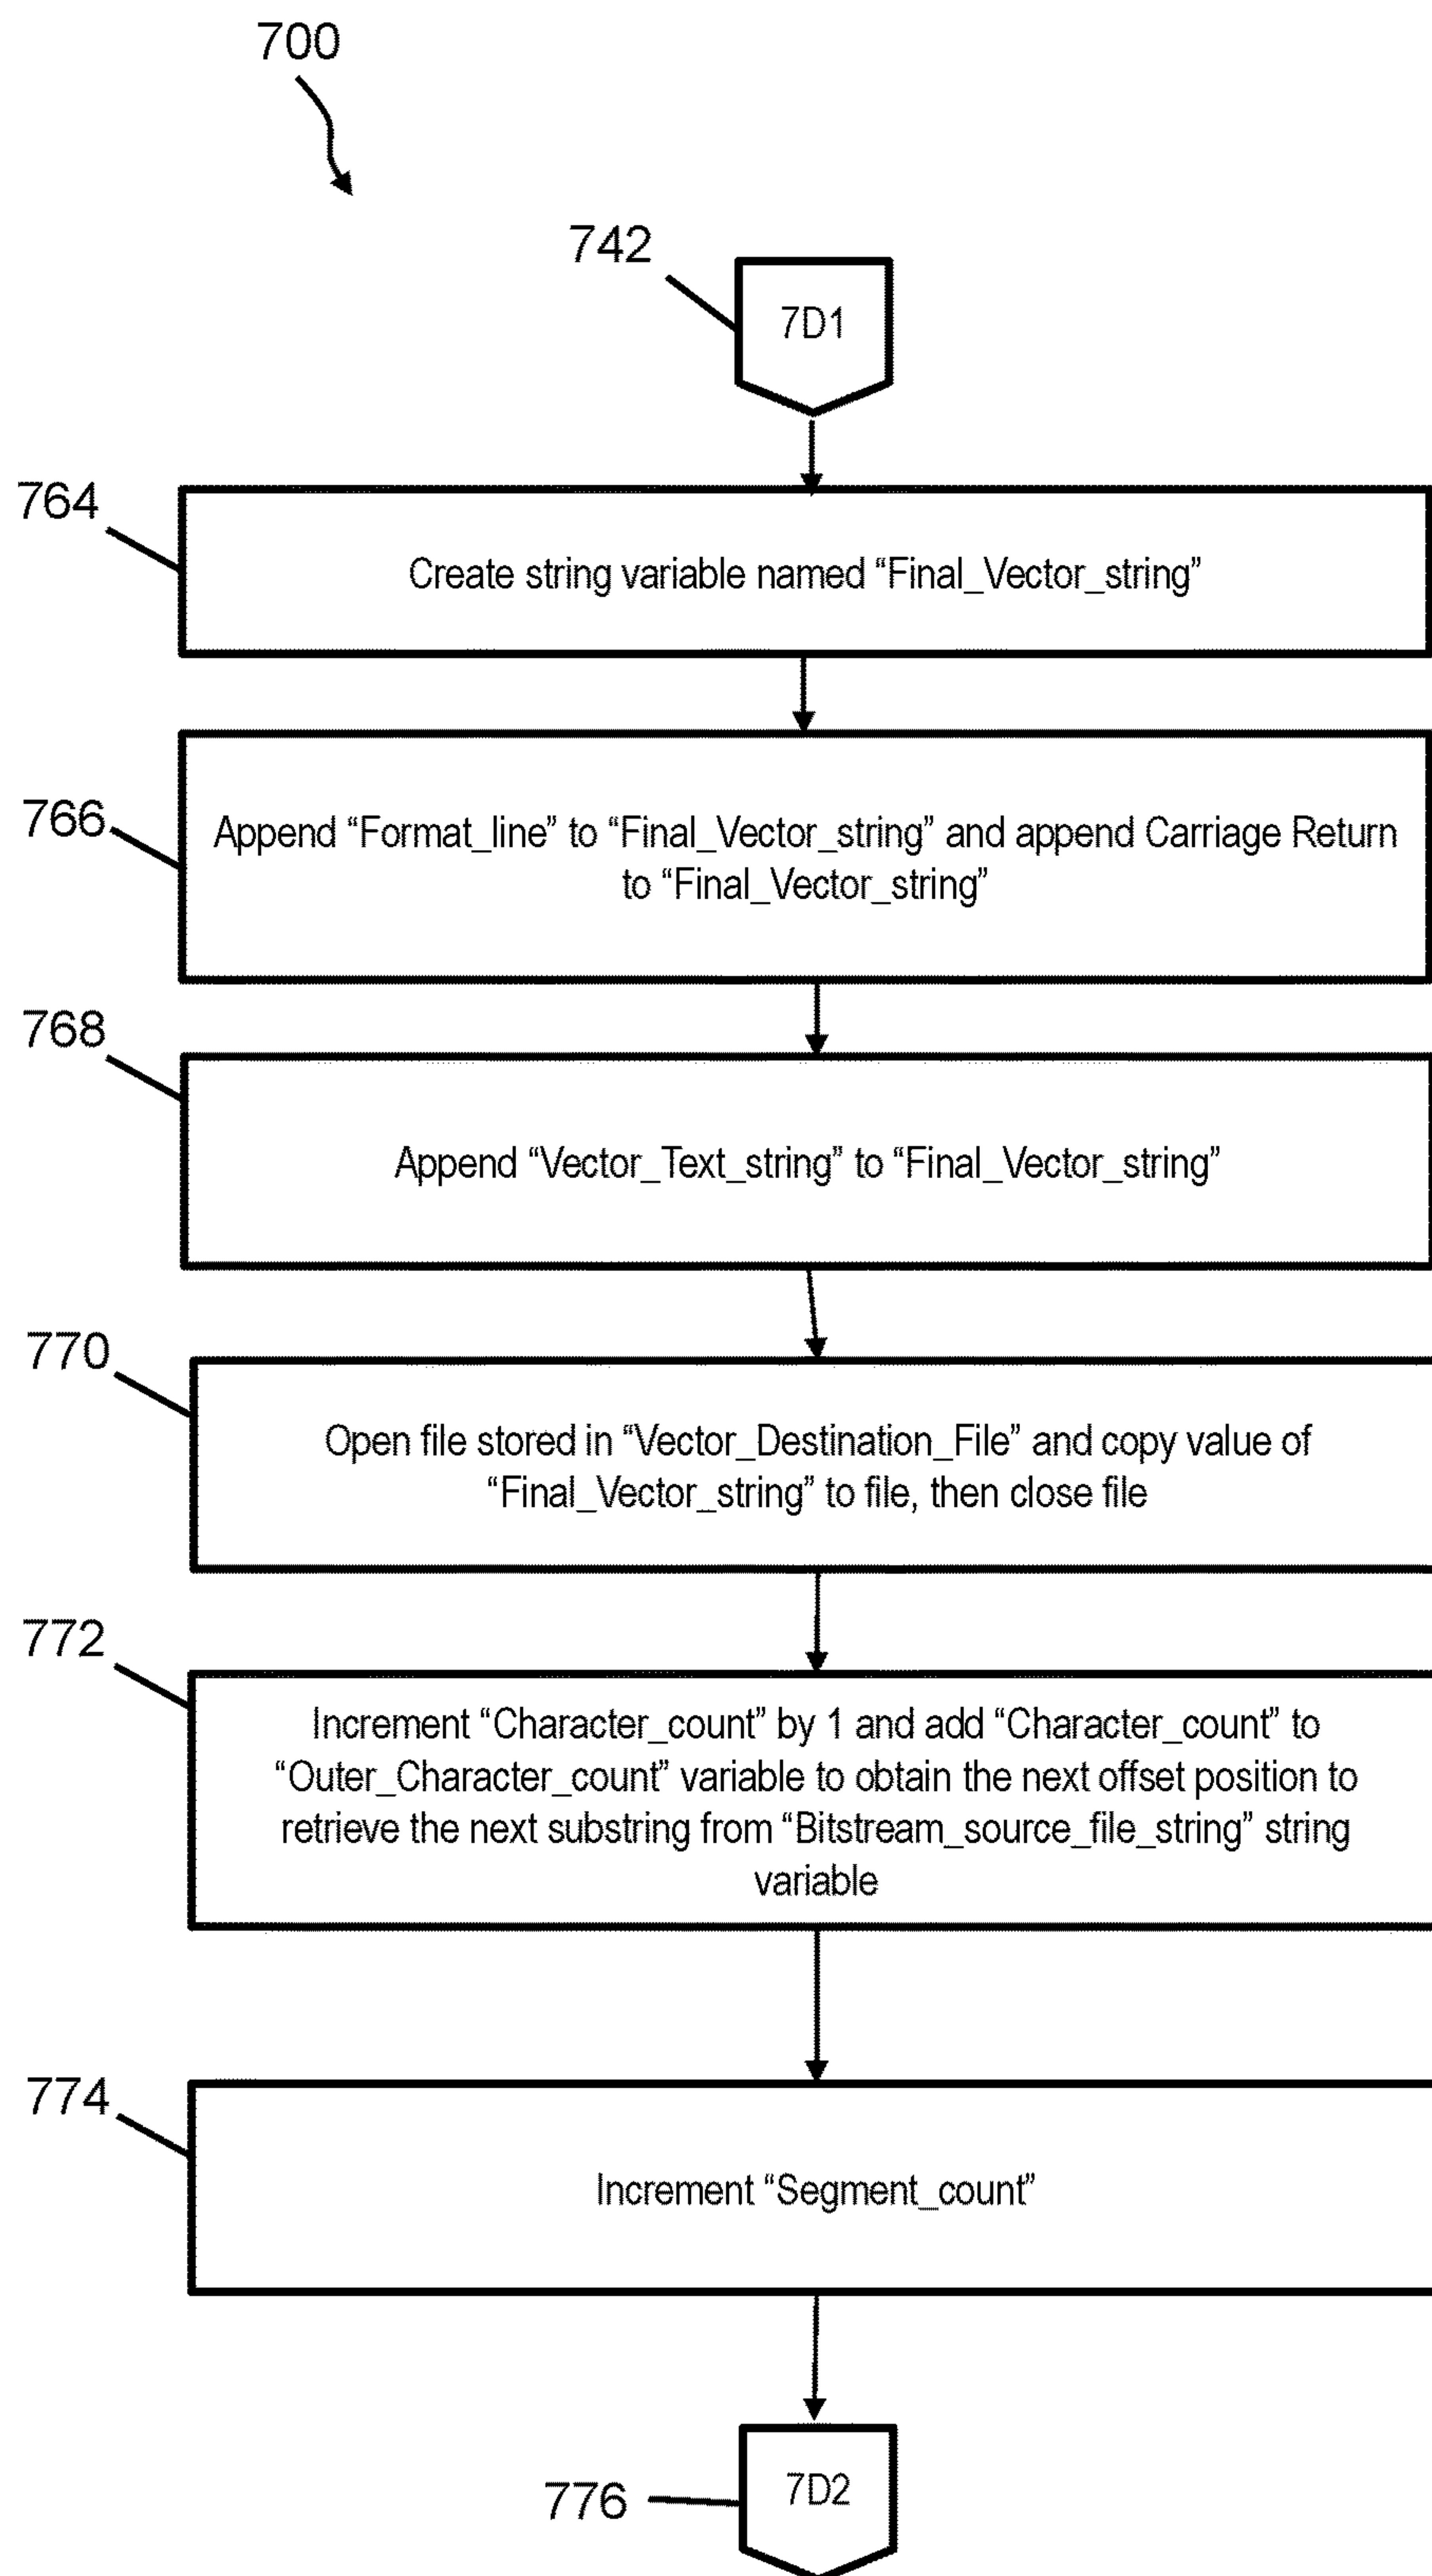 700
742
7D1
764
Create string variable named “Final_Vector_string”
766
Append “Format_line” to “Final_Vector_string” and append Carriage Return
to “Final_Vector_string”
768
Append “Vector_Text_string” to “Final_Vector_string”
770
Open file stored in “Vector_Destination_File” and copy value of
“Final_Vector_string” to file, then close file
772
Increment “Character_count” by 1 and add “Character_count” to
“Outer_Character_count” variable to obtain the next offset position to
retrieve the next substring from “Bitstream_source_file_string” string
variable
774
Increment “Segment_count”
776
7D2